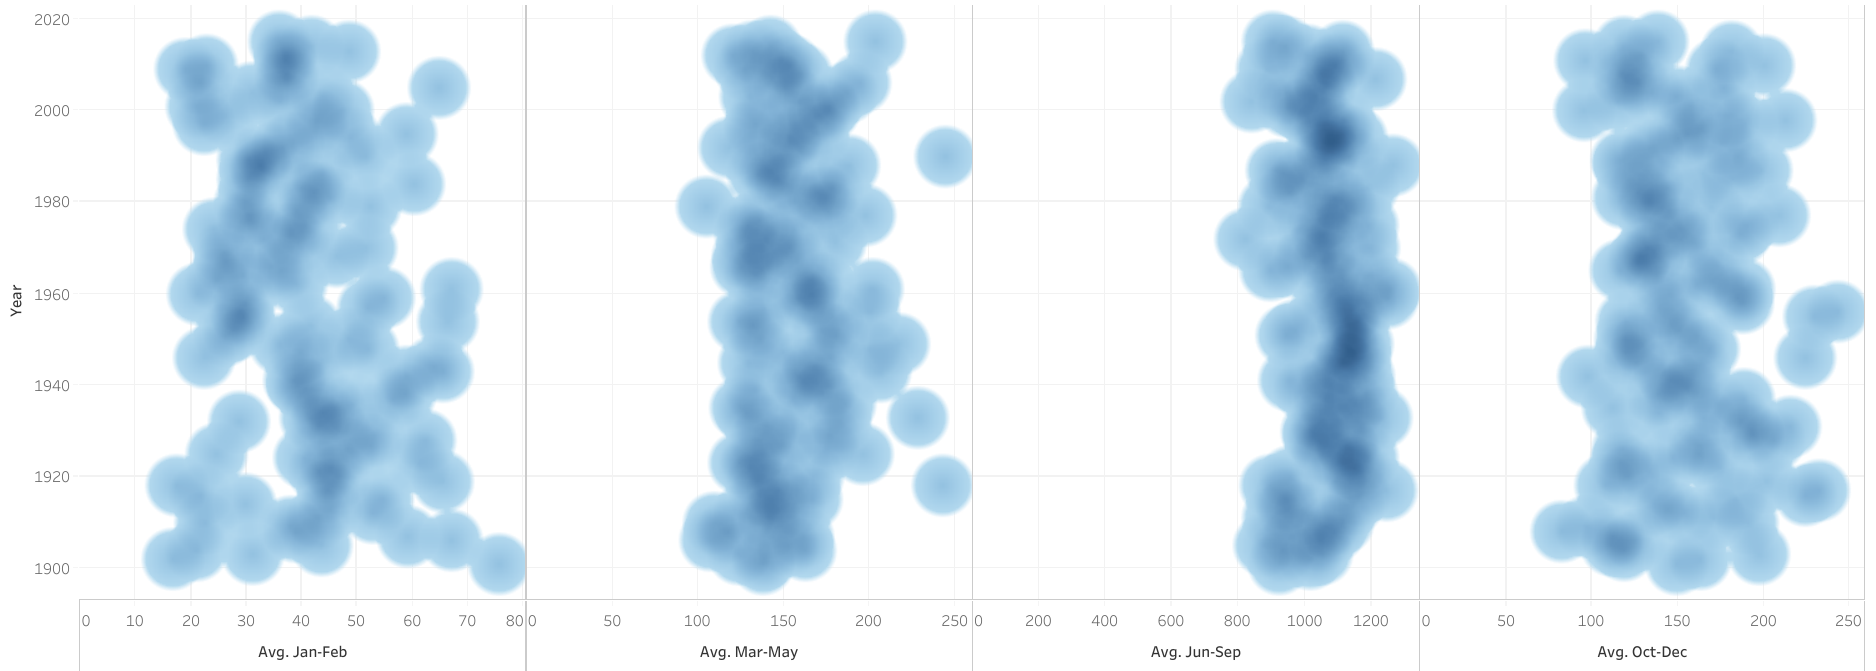 Year
2020
2000
1980
1960
1940
1920
1900
0 10 20 30 40 50 60 70 80
0 50 100 150 200 250
0 200 400 600 800 1000 1200
0 50 100 150 200 250
Avg. Jan-Feb
Avg. Mar-May
Avg. Jun-Sep
Avg. Oct-Dec